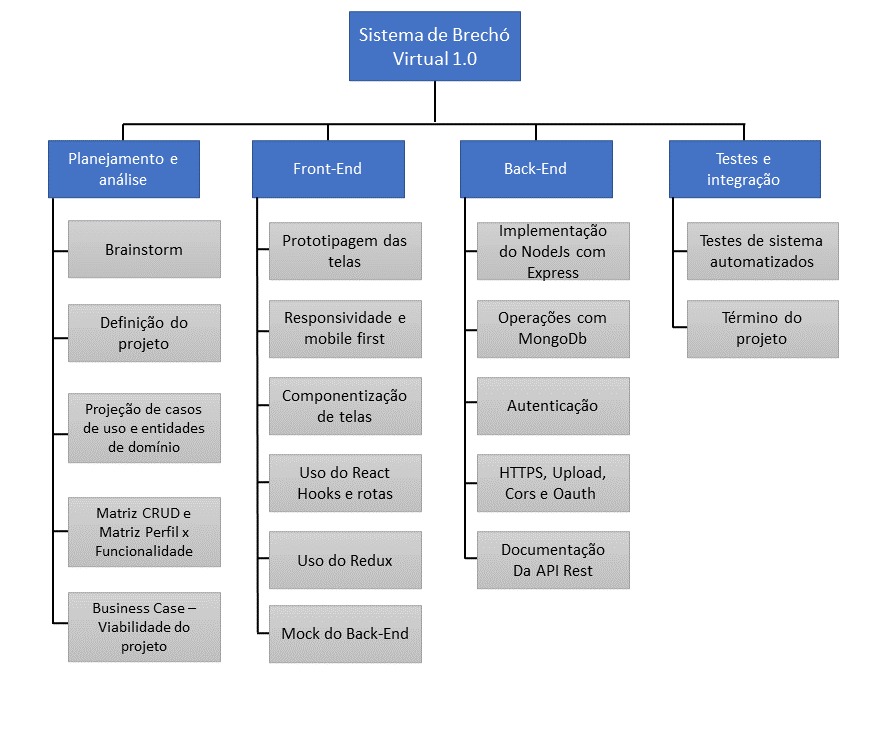 Sistema de Brechó
Virtual 1.0
Planejamento e
análise
Brainstorm
Definição do
projeto
Projeção de casos
de uso e entidades
de domínio
Matriz CRUD e
Matriz Perfil x
Funcionalidade
Business Case –
Viabilidade do
projeto
Front-End
Prototipagem das
telas
Responsividade e
mobile first
Componentização
de telas
Uso do React
Hooks e rotas
Uso do Redux
Mock do Back-End
Back-End
Implementação
do NodeJs com
Express
Operações com
MongoDb
Autenticação
HTTPS, Upload,
Cors e Oauth
Documentação
Da API Rest
Testes e
integração
Testes de sistema
automatizados
Término do
projeto